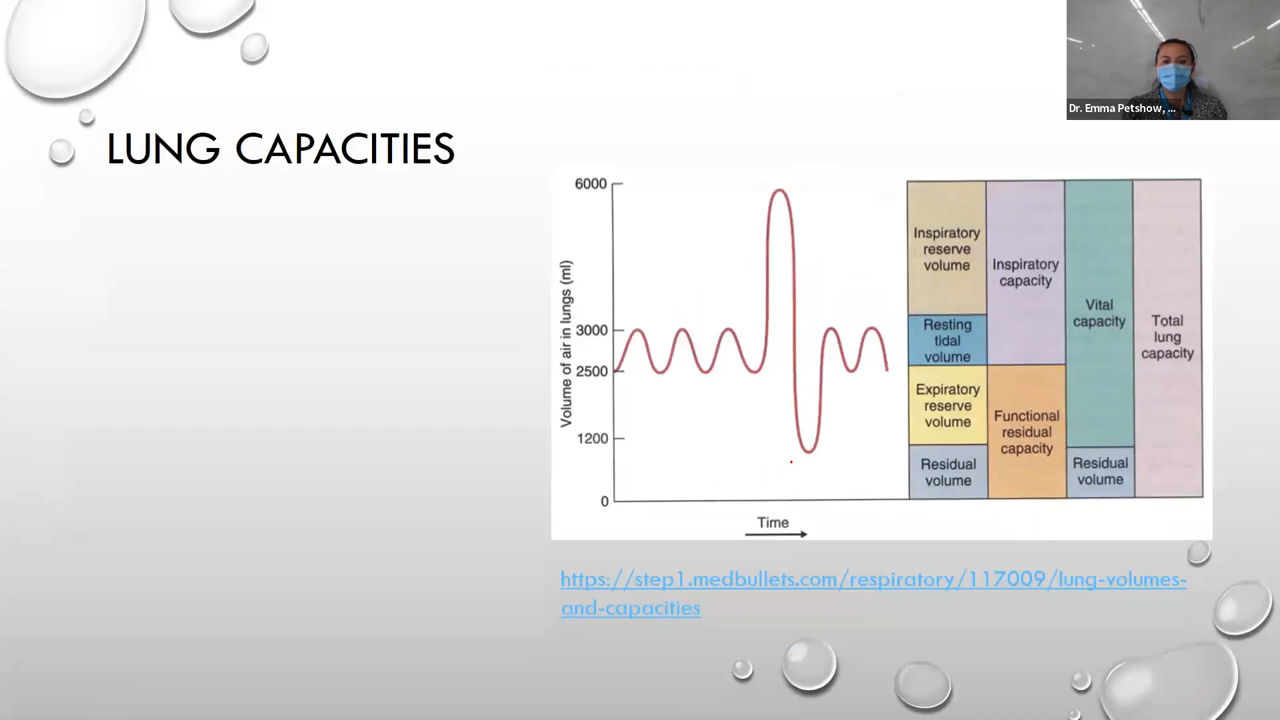 Dr. Emma Petshow, ...
LUNG CAPACITIES
Volume of air in lungs (ml)
6000
3000
2500
1200
0
Time
Inspiratory
reserve
volume
Resting
tidal
volume
Expiratory
reserve
volume
Residual
volume
Inspiratory
capacity
Functional
residual
capacity
Vital
capacity
Residual
volume
Total
lung
capacity
https://step1.medbullets.com/respiratory/117009/lung-volumes-
and-capacities